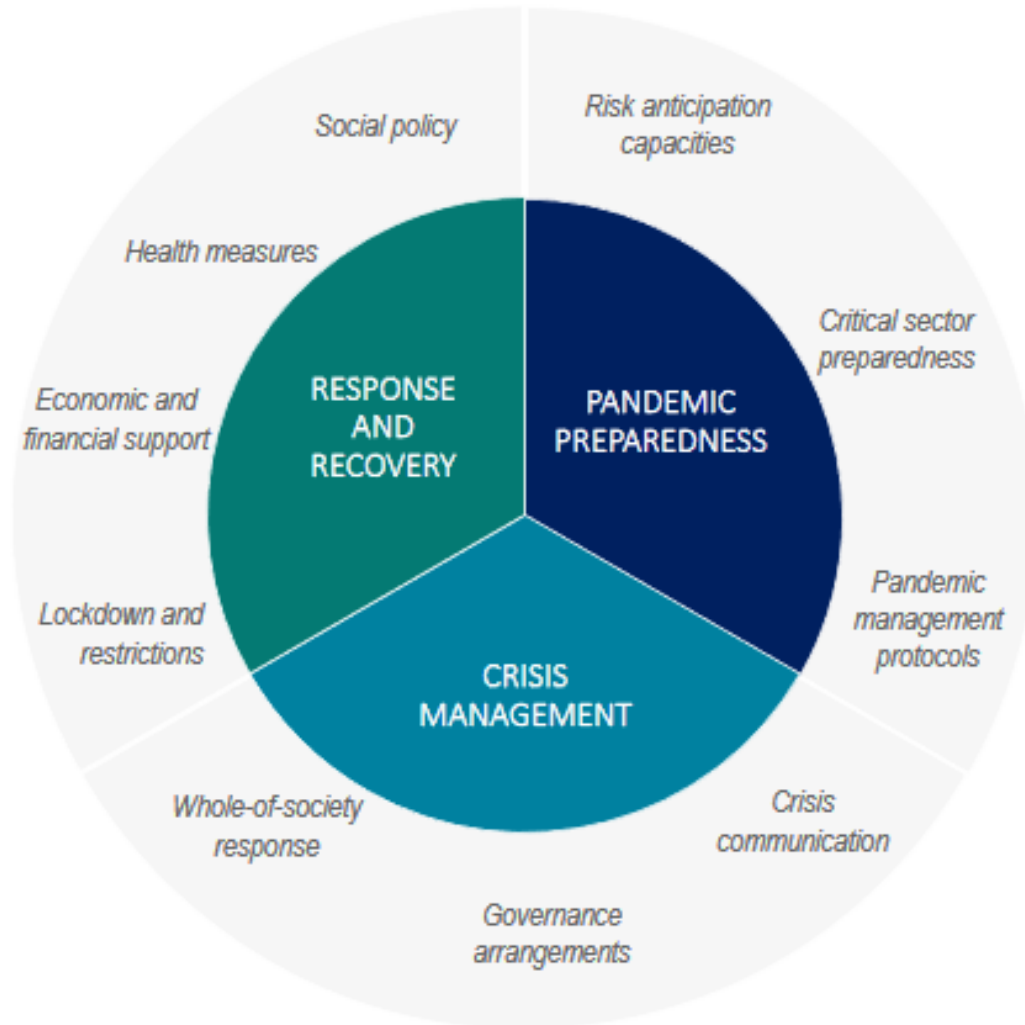 Social policy
Risk anticipation
capacities
Health measures
Critical sector
preparedness
Economic and
financial support
RESPONSE
AND
RECOVERY
PANDEMIC
PREPAREDNESS
Lockdown and
restrictions
Pandemic
management
protocols
CRISIS
MANAGEMENT
Whole-of-society
response
Crisis
communication
Governance
arrangements